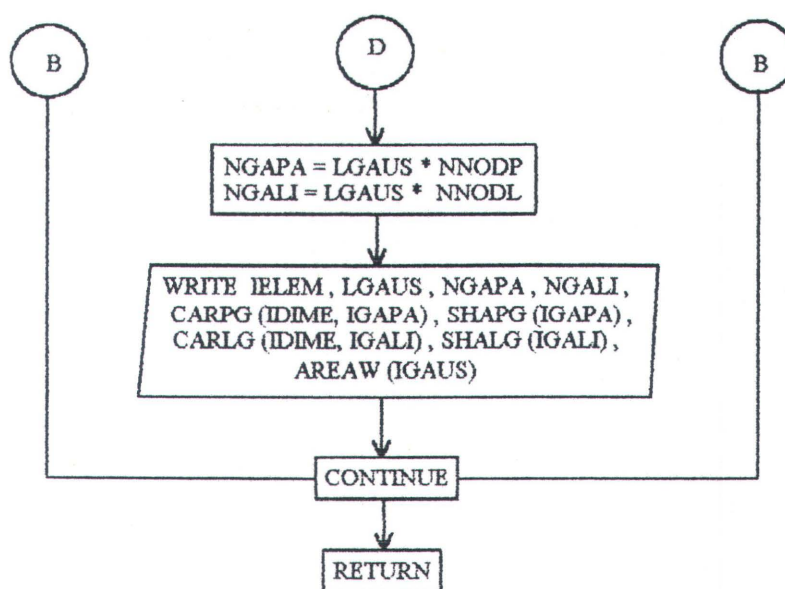 B
D
B
NGAPA = LGAUS * NNODP
NGALI = LGAUS * NNODL
WRITE IELEM , LGAUS , NGAPA , NGALI ,
CARPG (IDIME, IGAPA) , SHAPG (IGAPA) ,
CARLG (IDIME, IGALI) , SHALG (IGALI) ,
AREAW (IGAUS)
CONTINUE
RETURN